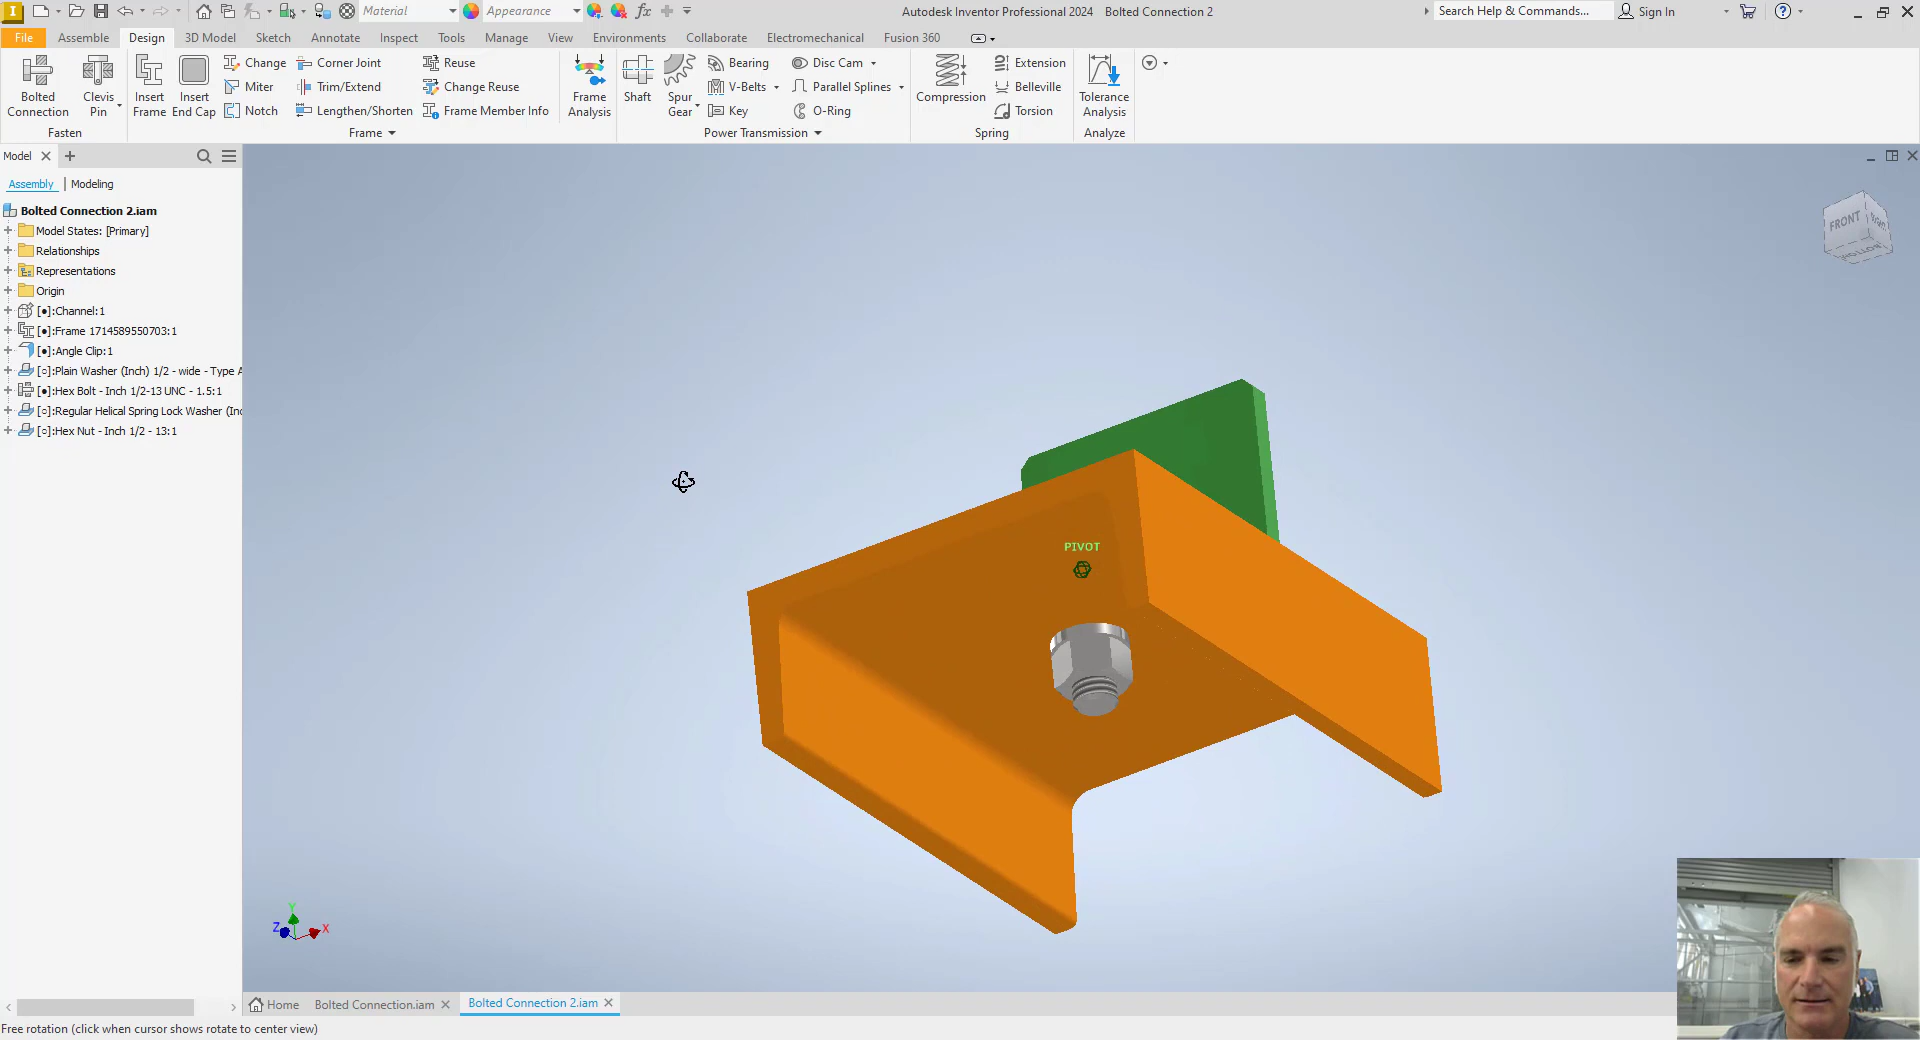 Material
Appearance
fx
Autodesk Inventor Professional 2024 Bolted Connection 2
Search Help & Commands...
Sign In
File Assemble Design 3D Model Sketch Annotate Inspect Tools Manage View Environments Collaborate Electromechanical Fusion 360
Bolted Connection
Clevis Pin
Insert Frame
Insert End Cap
Change
Miter
Notch
Corner Joint
Trim/Extend
Lengthen/Shorten
Reuse
Change Reuse
Frame Member Info
Frame Analysis
Shaft
Spur Gear
Bearing
V-Belts
Key
Disc Cam
Parallel Splines
O-Ring
Compression
Extension
Belleville
Torsion
Tolerance Analysis
Fasten Frame Power Transmission Spring Analyze
Model
Assembly | Modeling
Bolted Connection 2.iam
Model States: [Primary]
Relationships
Representations
Origin
[●]:Channel:1
[●]:Frame 1714589550703:1
[●]:Angle Clip:1
[○]:Plain Washer (Inch) 1/2 - wide - Type A
[●]:Hex Bolt - Inch 1/2-13 UNC - 1.5:1
[○]:Regular Helical Spring Lock Washer (Inc
[○]:Hex Nut - Inch 1/2 - 13:1
FRONT
RIGHT
BOTTOM
PIVOT
Y
Z
X
Home Bolted Connection.iam Bolted Connection 2.iam
Free rotation (click when cursor shows rotate to center view)